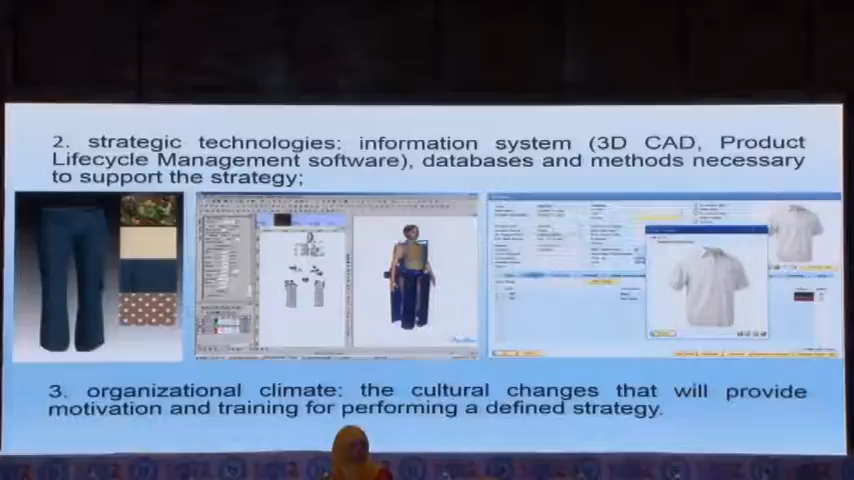 2. strategic technologies: information system (3D CAD, Product
Lifecycle Management software), databases and methods necessary
to support the strategy;
3. organizational climate: the cultural changes that will provide
motivation and training for performing a defined strategy.